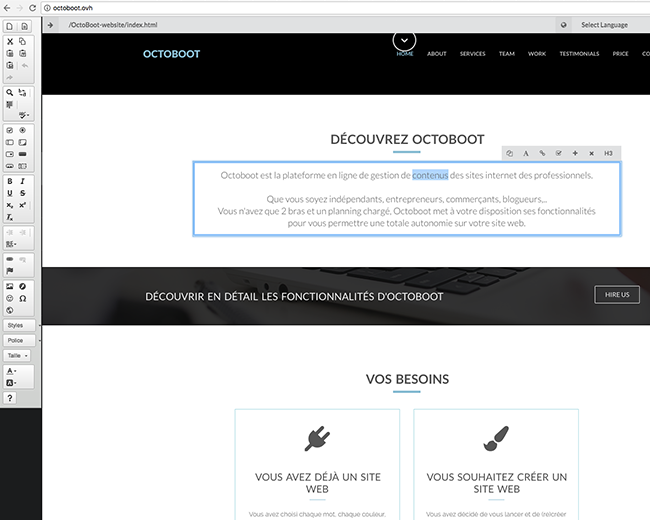 octoboot.ovh
/OctoBoot-website/index.html
Select Language
OCTOBOOT
HOME ABOUT SERVICES TEAM WORK TESTIMONIALS PRICE CO
DÉCOUVREZ OCTOBOOT
H3
Octoboot est la plateforme en ligne de gestion de contenus des sites internet des professionnels.
Que vous soyez indépendants, entrepreneurs, commerçants, blogueurs...
Vous n'avez que 2 bras et un planning chargé, Octoboot met à votre disposition ses fonctionnalités
pour vous permettre une totale autonomie sur votre site web.
B I
U S
Styles
Police
Taille
A
A
?
DÉCOUVRIR EN DÉTAIL LES FONCTIONNALITÉS D'OCTOBOOT
HIRE US
VOS BESOINS
VOUS AVEZ DÉJÀ UN SITE
WEB
Vous avez choisi chaque mot, chaque couleur,
VOUS SOUHAITEZ CRÉER UN
SITE WEB
Vous avez décidé de vous lancer et de (re)créer